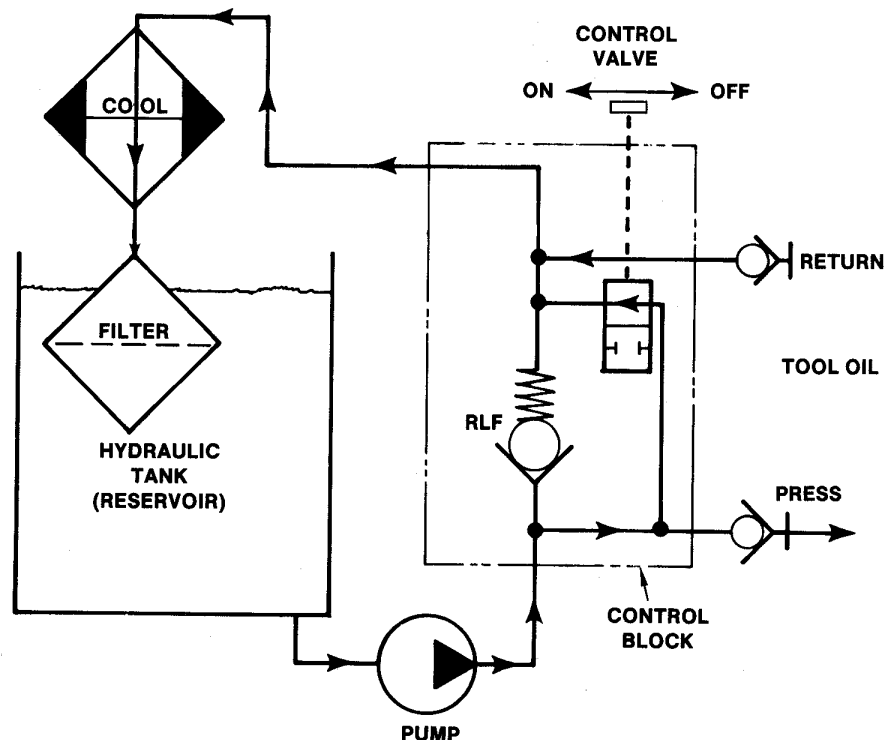 CONTROL
VALVE
ON
OFF
COOL
RETURN
FILTER
TOOL OIL
RLF
HYDRAULIC
TANK
(RESERVOIR)
PRESS
CONTROL
BLOCK
PUMP